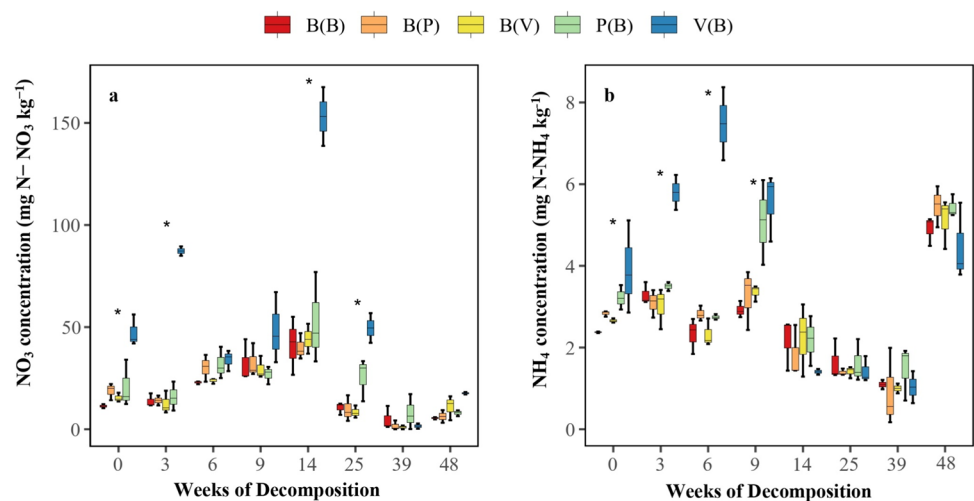 B(B) B(P) B(V) P(B) V(B)
a
NO3 concentration (mg N− NO3 kg⁻¹)
150
100
50
0
*
*
*
*
0 3 6 9 14 25 39 48
Weeks of Decomposition
b
NH4 concentration (mg N-NH4 kg⁻¹)
8
6
4
2
0
*
*
*
*
0 3 6 9 14 25 39 48
Weeks of Decomposition